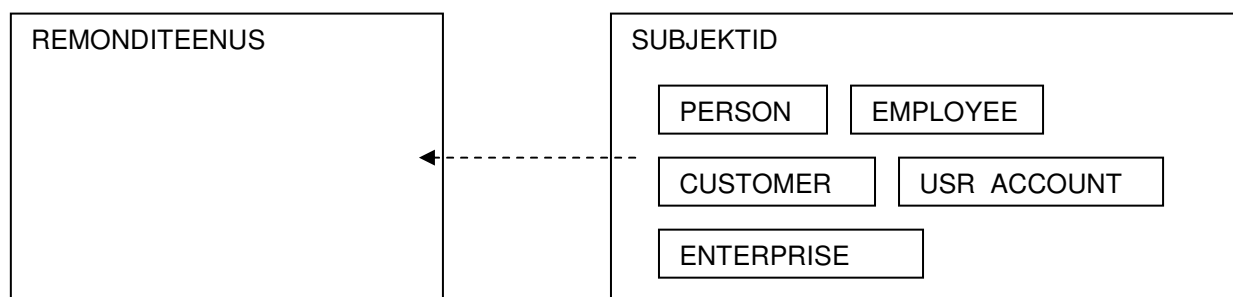 REMONDITEENUS
SUBJEKTID
PERSON
EMPLOYEE
CUSTOMER
USR ACCOUNT
ENTERPRISE